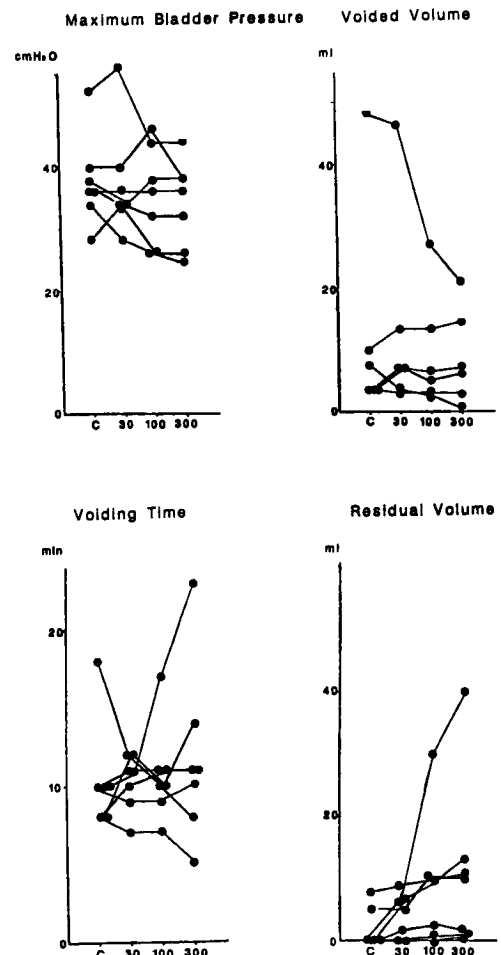 Maximum Bladder Pressure
cmH₂O
40
20
0
C 30 100 300
Voided Volume
ml
40
20
0
C 30 100 300
Voiding Time
min
20
10
0
C 30 100 300
Residual Volume
ml
40
20
0
C 30 100 300